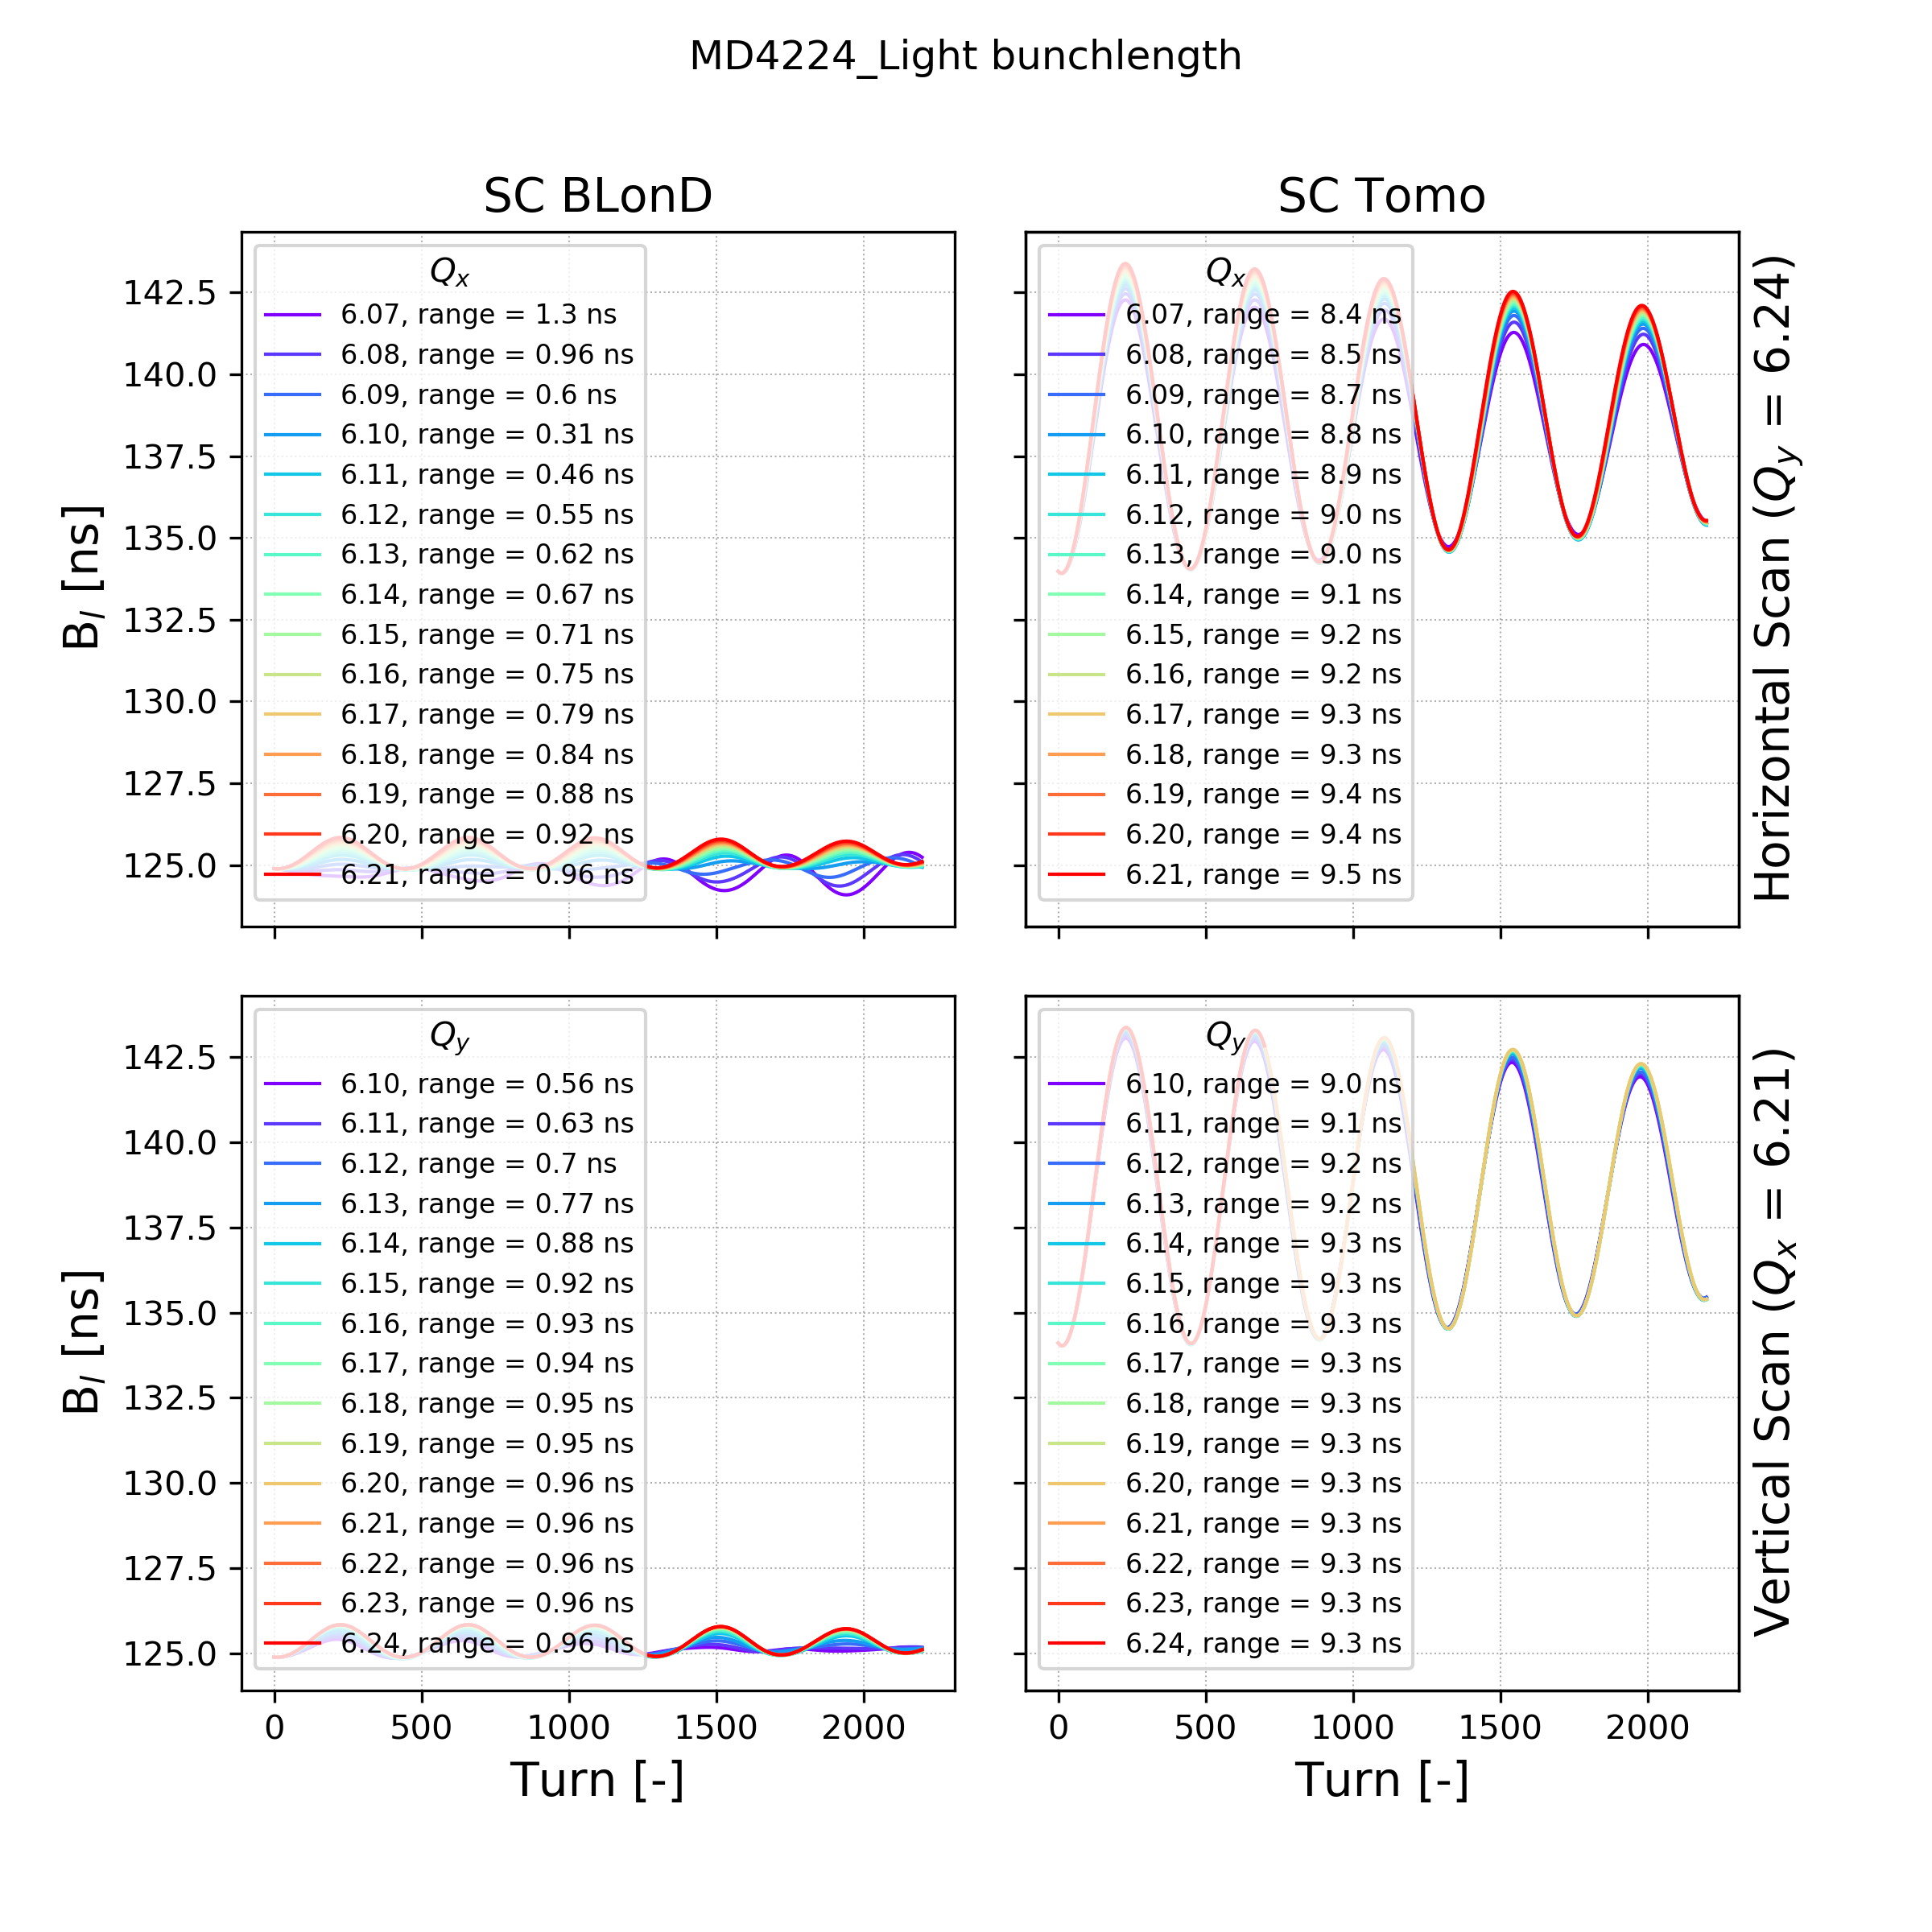 MD4224_Light bunchlength
SC BLonD
SC Tomo
B_l [ns]
142.5
140.0
137.5
135.0
132.5
130.0
127.5
125.0
Q_x
6.07, range = 1.3 ns
6.08, range = 0.96 ns
6.09, range = 0.6 ns
6.10, range = 0.31 ns
6.11, range = 0.46 ns
6.12, range = 0.55 ns
6.13, range = 0.62 ns
6.14, range = 0.67 ns
6.15, range = 0.71 ns
6.16, range = 0.75 ns
6.17, range = 0.79 ns
6.18, range = 0.84 ns
6.19, range = 0.88 ns
6.20, range = 0.92 ns
6.21, range = 0.96 ns
Q_x
6.07, range = 8.4 ns
6.08, range = 8.5 ns
6.09, range = 8.7 ns
6.10, range = 8.8 ns
6.11, range = 8.9 ns
6.12, range = 9.0 ns
6.13, range = 9.0 ns
6.14, range = 9.1 ns
6.15, range = 9.2 ns
6.16, range = 9.2 ns
6.17, range = 9.3 ns
6.18, range = 9.3 ns
6.19, range = 9.4 ns
6.20, range = 9.4 ns
6.21, range = 9.5 ns
Horizontal Scan (Q_y = 6.24)
B_l [ns]
142.5
140.0
137.5
135.0
132.5
130.0
127.5
125.0
Q_y
6.10, range = 0.56 ns
6.11, range = 0.63 ns
6.12, range = 0.7 ns
6.13, range = 0.77 ns
6.14, range = 0.88 ns
6.15, range = 0.92 ns
6.16, range = 0.93 ns
6.17, range = 0.94 ns
6.18, range = 0.95 ns
6.19, range = 0.95 ns
6.20, range = 0.96 ns
6.21, range = 0.96 ns
6.22, range = 0.96 ns
6.23, range = 0.96 ns
6.24, range = 0.96 ns
Q_y
6.10, range = 9.0 ns
6.11, range = 9.1 ns
6.12, range = 9.2 ns
6.13, range = 9.2 ns
6.14, range = 9.3 ns
6.15, range = 9.3 ns
6.16, range = 9.3 ns
6.17, range = 9.3 ns
6.18, range = 9.3 ns
6.19, range = 9.3 ns
6.20, range = 9.3 ns
6.21, range = 9.3 ns
6.22, range = 9.3 ns
6.23, range = 9.3 ns
6.24, range = 9.3 ns
Vertical Scan (Q_x = 6.21)
0 500 1000 1500 2000
0 500 1000 1500 2000
Turn [-]
Turn [-]